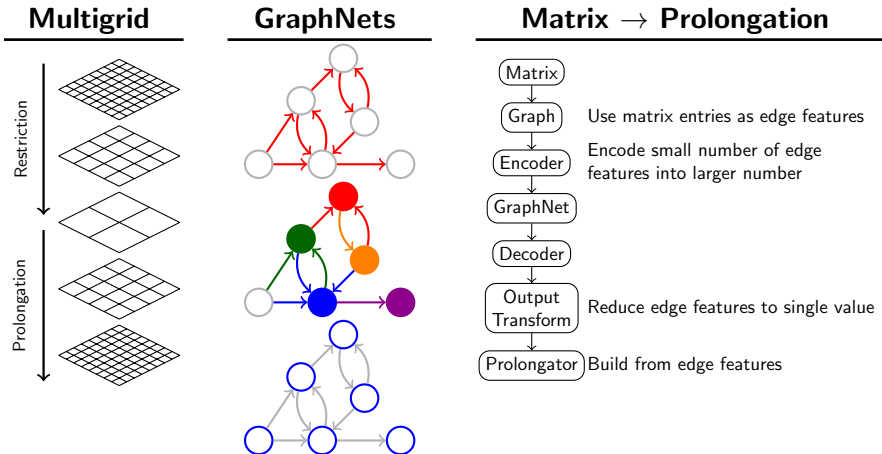 Multigrid
Restriction
Prolongation
GraphNets
Matrix → Prolongation
Matrix
Graph
Use matrix entries as edge features
Encoder
Encode small number of edge
features into larger number
GraphNet
Decoder
Output
Transform
Reduce edge features to single value
Prolongator
Build from edge features